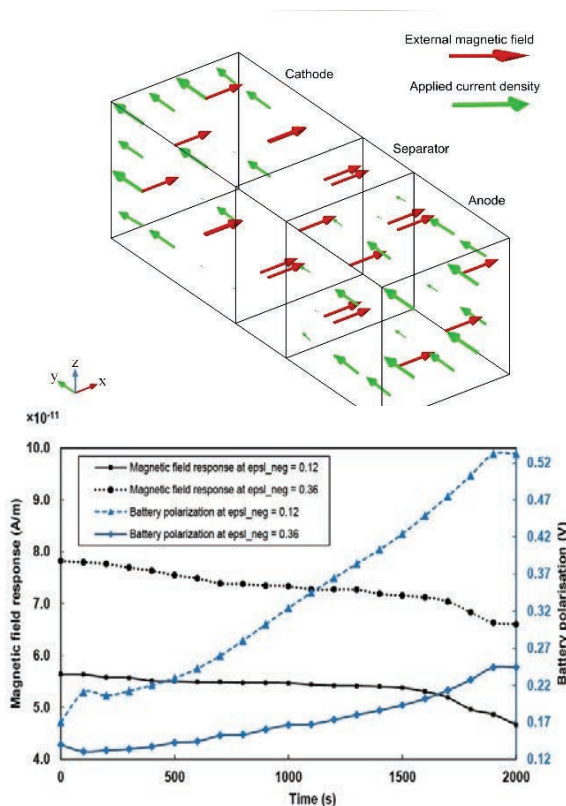 External magnetic field
Cathode
Applied current density
Separator
Anode
z
y
x
×10⁻¹¹
10.0
9.0
8.0
7.0
6.0
5.0
4.0
Magnetic field response (A/m)
Magnetic field response at epsl_neg = 0.12
Magnetic field response at epsl_neg = 0.36
Battery polarization at epsl_neg = 0.12
Battery polarization at epsl_neg = 0.36
0.52
0.47
0.42
0.37
0.32
0.27
0.22
0.17
0.12
Battery polarisation (V)
0 500 1000 1500 2000
Time (s)